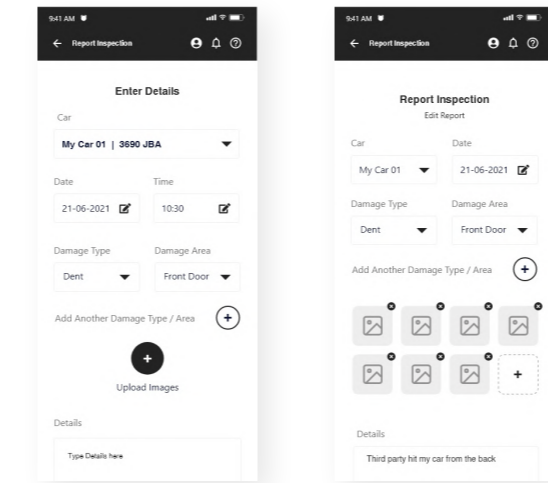 9:41 AM
Report Inspection
Enter Details
Car
My Car 01 | 3690 JBA
Date Time
21-06-2021 10:30
Damage Type Damage Area
Dent Front Door
Add Another Damage Type / Area +
+
Upload Images
Details
Type Details here
9:41 AM
Report Inspection
Report Inspection
Edit Report
Car Date
My Car 01 21-06-2021
Damage Type Damage Area
Dent Front Door
Add Another Damage Type / Area +
+
Details
Third party hit my car from the back